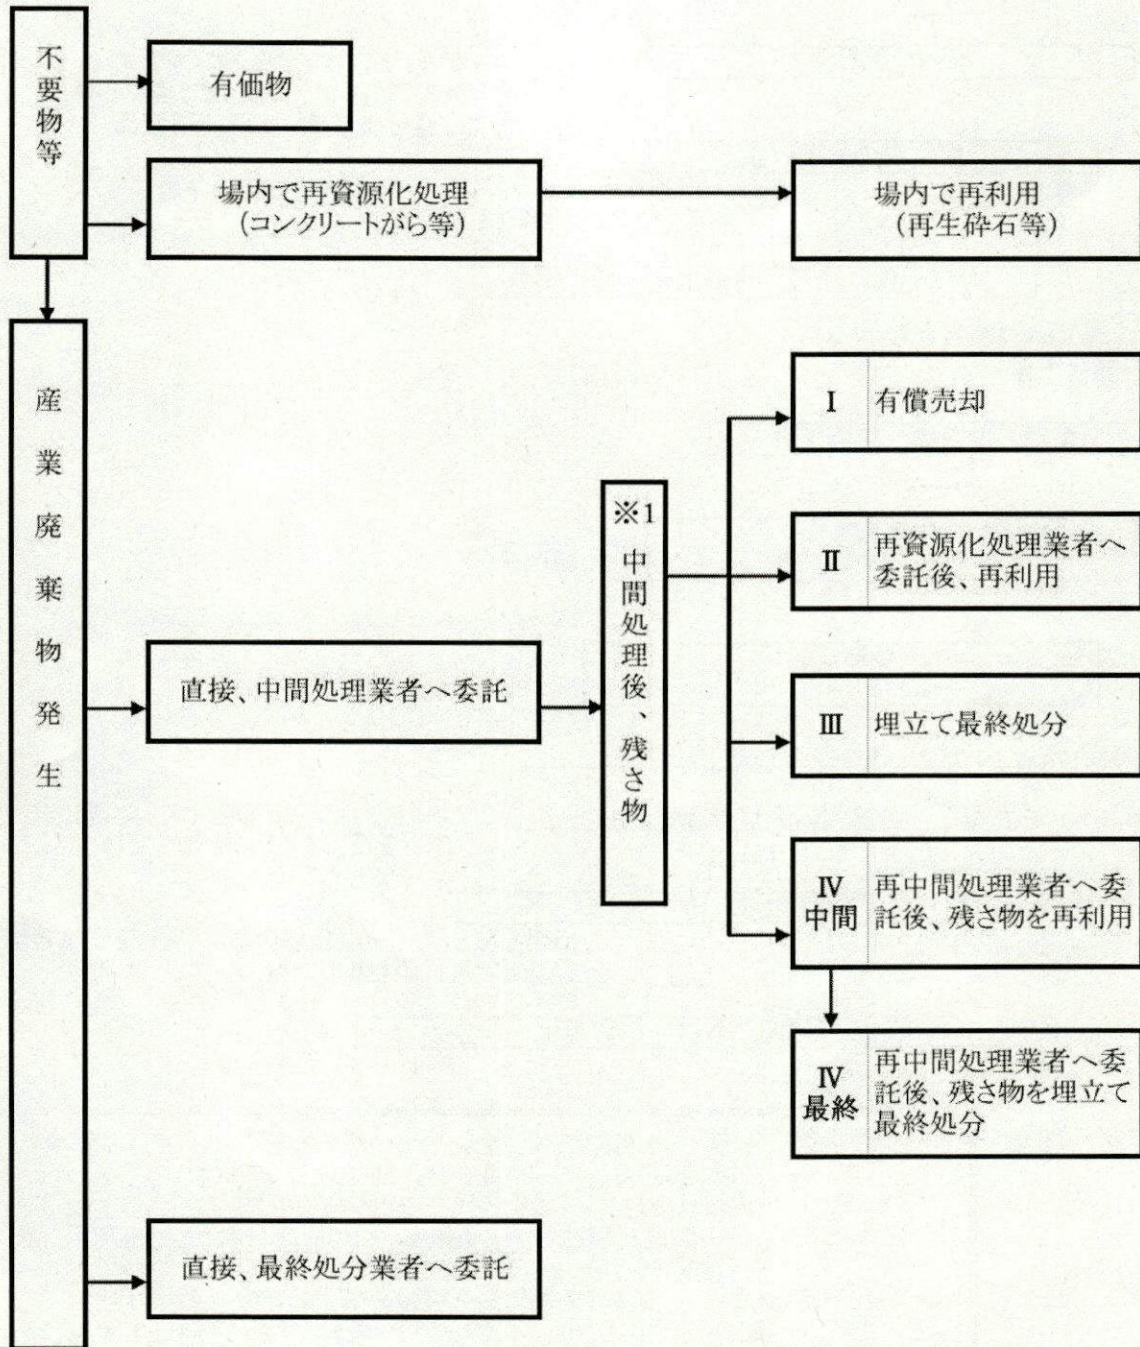 不要物等
有価物
場内で再資源化処理
(コンクリートがら等)
場内で再利用
(再生砕石等)
産業廃棄物発生
直接、中間処理業者へ委託
※1
中間処理後、残さ物
Ⅰ 有償売却
Ⅱ 再資源化処理業者へ
委託後、再利用
Ⅲ 埋立て最終処分
Ⅳ
中間
再中間処理業者へ委
託後、残さ物を再利用
Ⅳ
最終
再中間処理業者へ委
託後、残さ物を埋立て
最終処分
直接、最終処分業者へ委託